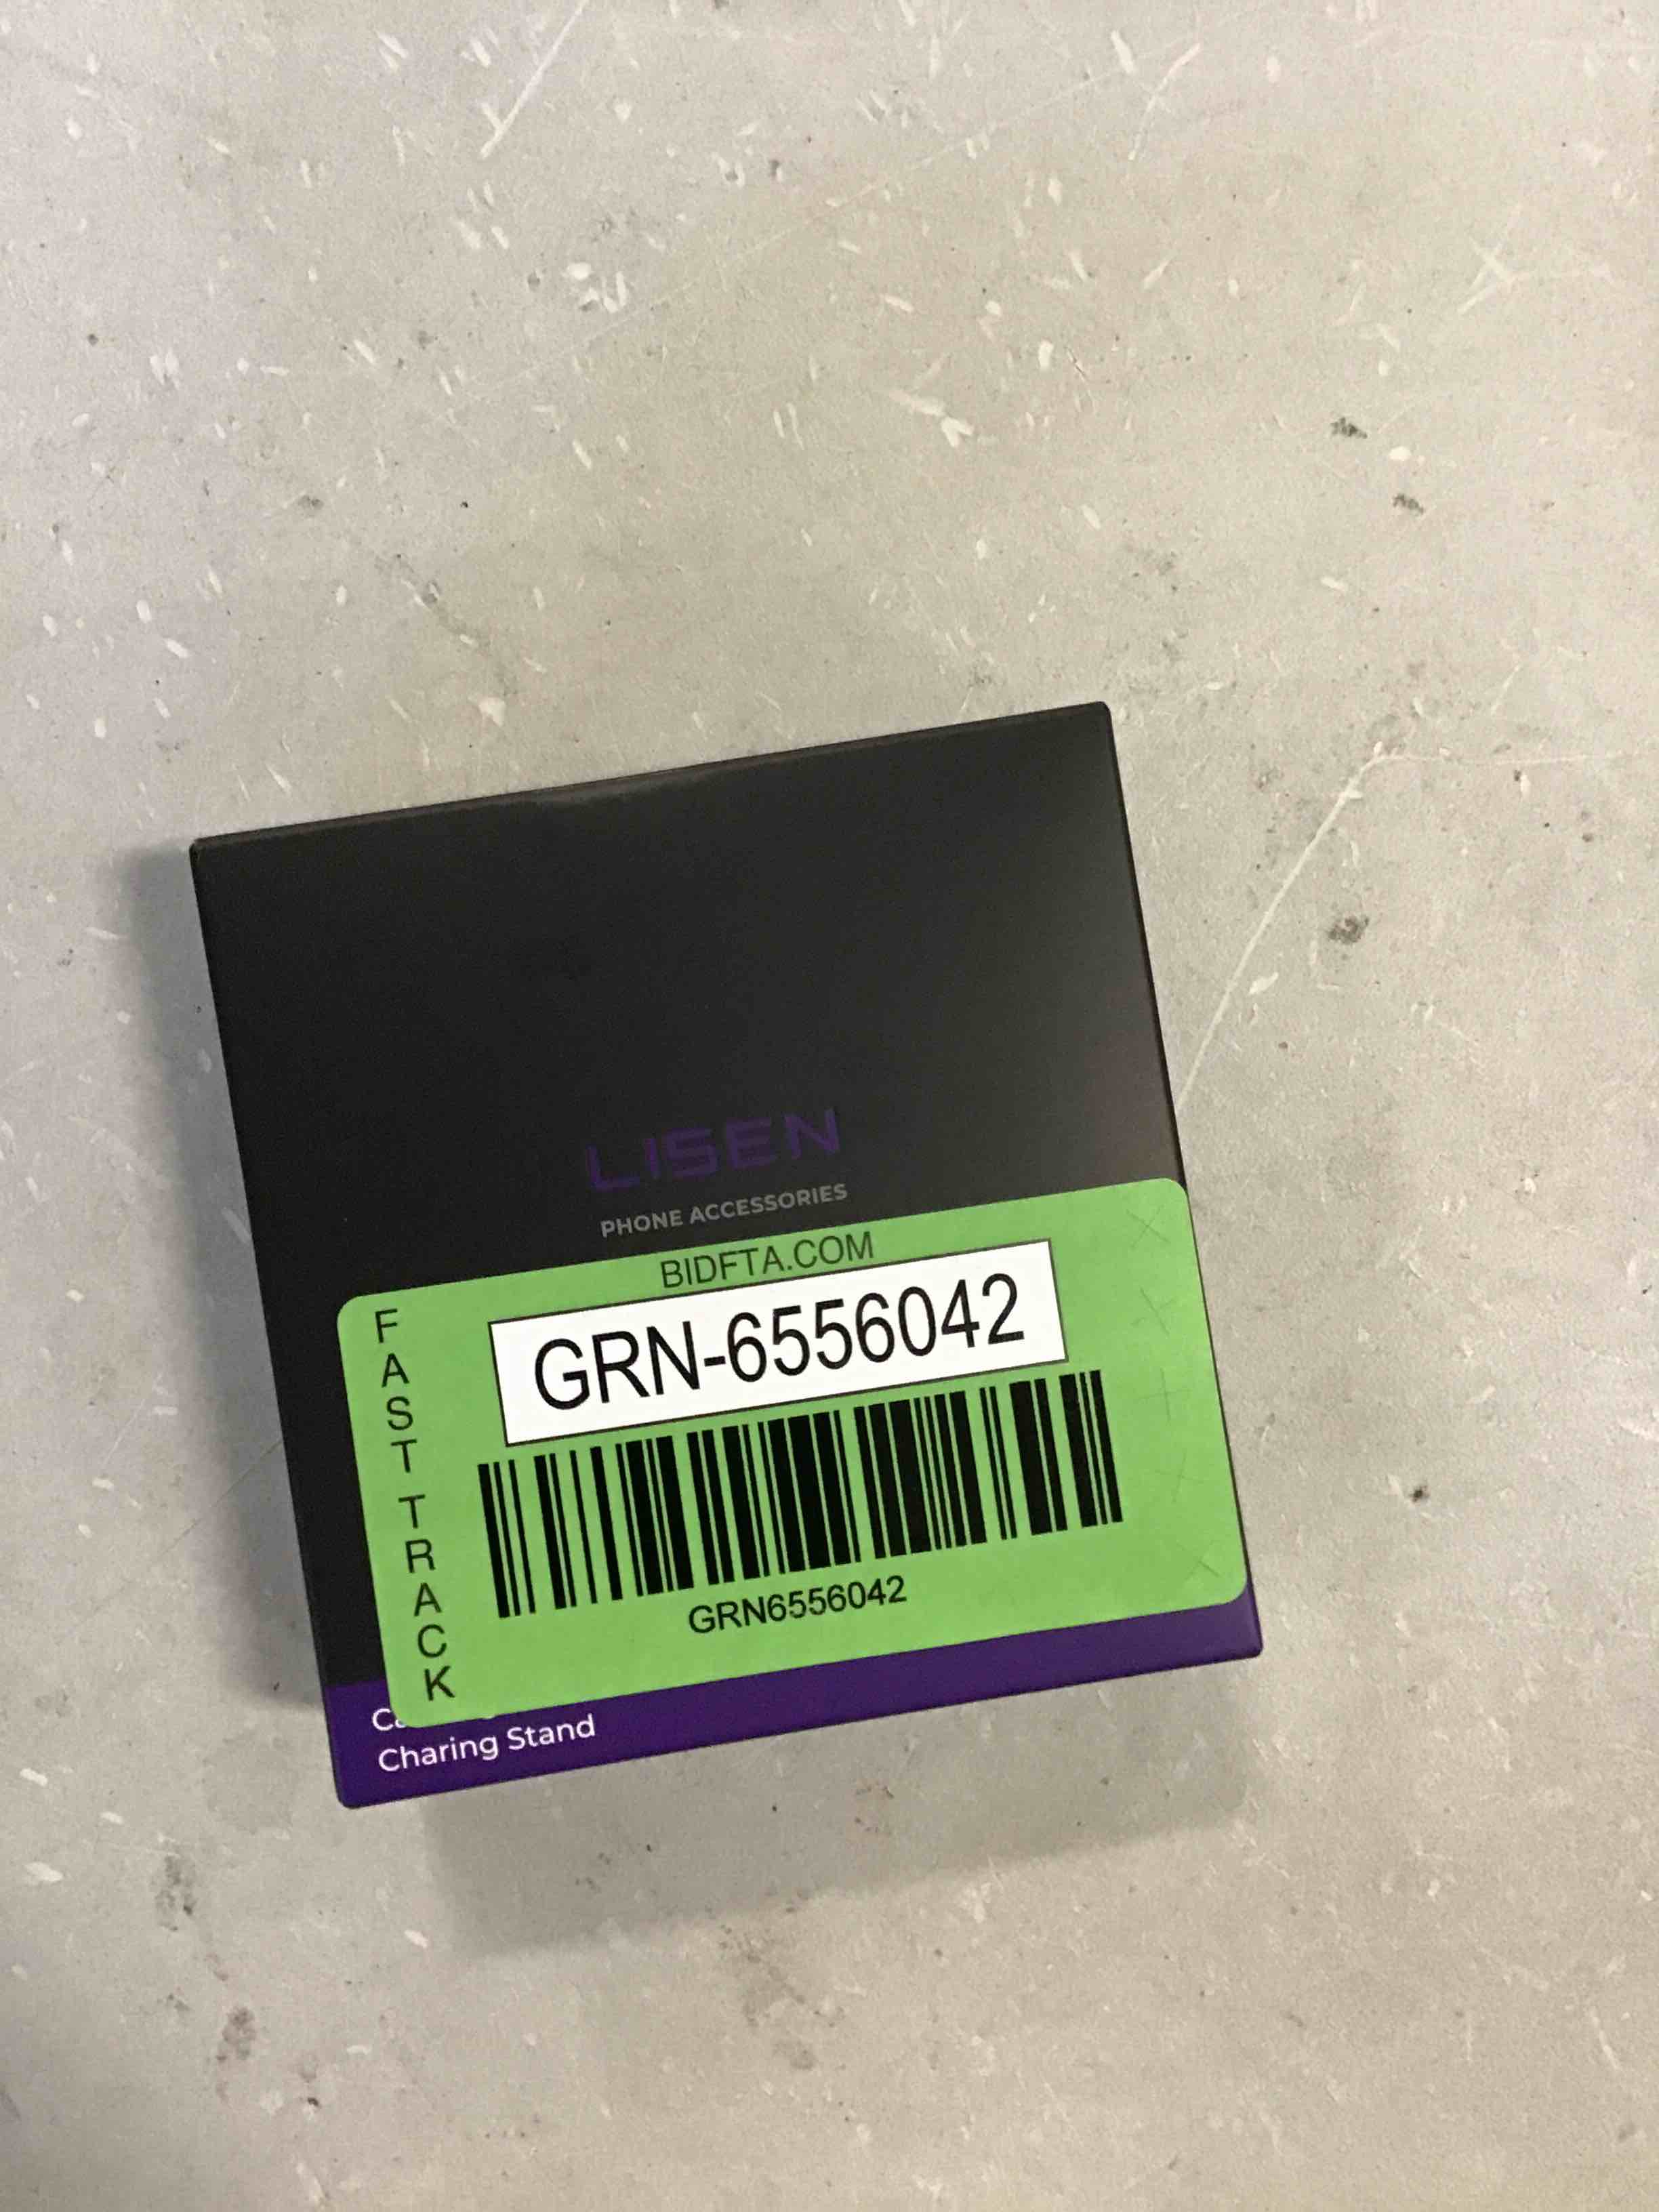 LISEN
PHONE ACCESSORIES
BIDFTA.COM
GRN-6556042
FAST TRACK
GRN6556042
Charing Stand